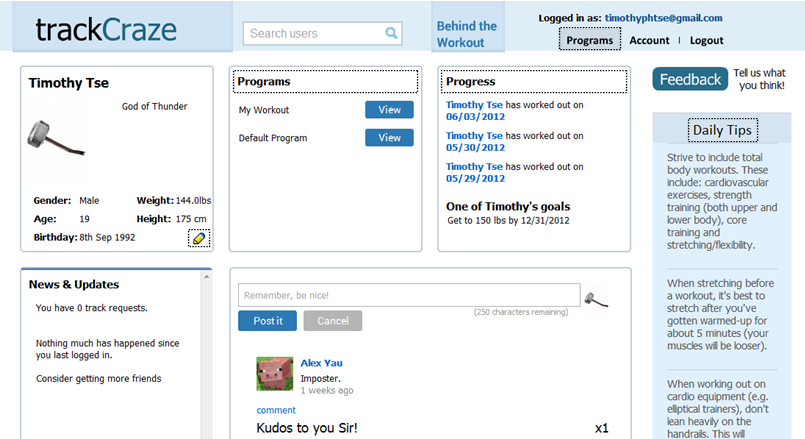 trackCraze
Search users
Behind the
Workout
Logged in as: timothyphtse@gmail.com
Programs Account | Logout
Timothy Tse
God of Thunder
Gender: Male Weight: 144.0lbs
Age: 19 Height: 175 cm
Birthday: 8th Sep 1992
Programs
My Workout View
Default Program View
Progress
Timothy Tse has worked out on
06/03/2012
Timothy Tse has worked out on
05/30/2012
Timothy Tse has worked out on
05/29/2012
One of Timothy's goals
Get to 150 lbs by 12/31/2012
Feedback
Tell us what
you think!
Daily Tips
Strive to include total
body workouts. These
include: cardiovascular
exercises, strength
training (both upper and
lower body), core
training and
stretching/flexibility.
When stretching before
a workout, it's best to
stretch after you've
gotten warmed-up for
about 5 minutes (your
muscles will be looser).
When working out on
cardio equipment (e.g.
elliptical trainers), don't
lean heavily on the
handrails. This will
News & Updates
You have 0 track requests.
Nothing much has happened since
you last logged in.
Consider getting more friends
Remember, be nice!
(250 characters remaining)
Post it Cancel
Alex Yau
Imposter.
1 weeks ago
comment
Kudos to you Sir! x1